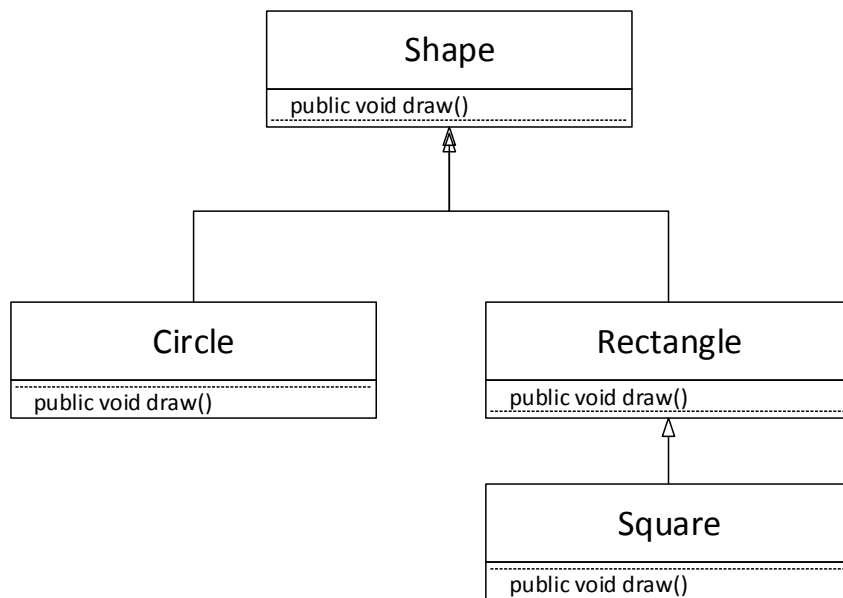 Shape
public void draw()
Circle
public void draw()
Rectangle
public void draw()
Square
public void draw()